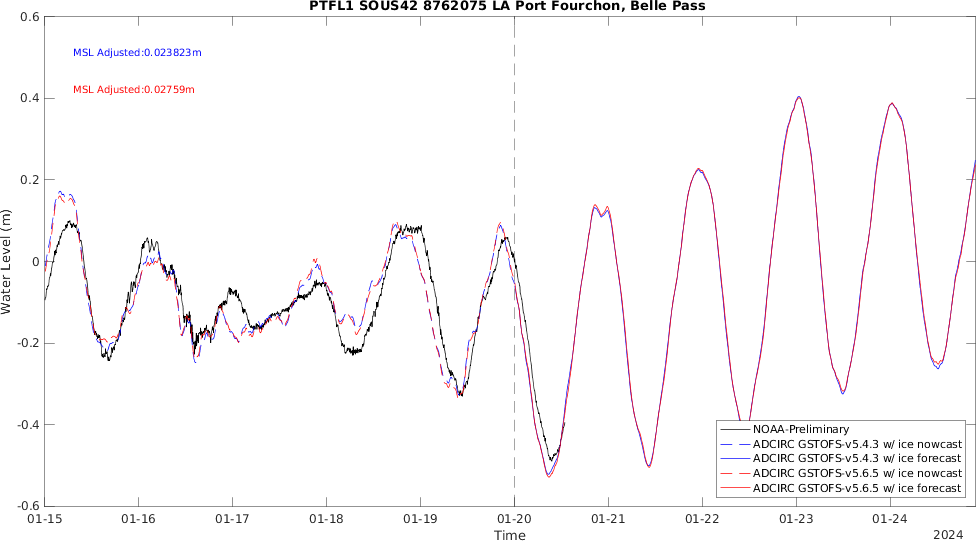 PTFL1 SOUS42 8762075 LA Port Fourchon, Belle Pass
0.6
MSL Adjusted:0.023823m
MSL Adjusted:0.02759m
0.4
0.2
0
-0.2
-0.4
-0.6
Water Level (m)
NOAA-Preliminary
ADCIRC GSTOFS-v5.4.3 w/ ice nowcast
ADCIRC GSTOFS-v5.4.3 w/ ice forecast
ADCIRC GSTOFS-v5.6.5 w/ ice nowcast
ADCIRC GSTOFS-v5.6.5 w/ ice forecast
01-15 01-16 01-17 01-18 01-19 01-20 01-21 01-22 01-23 01-24
Time
2024